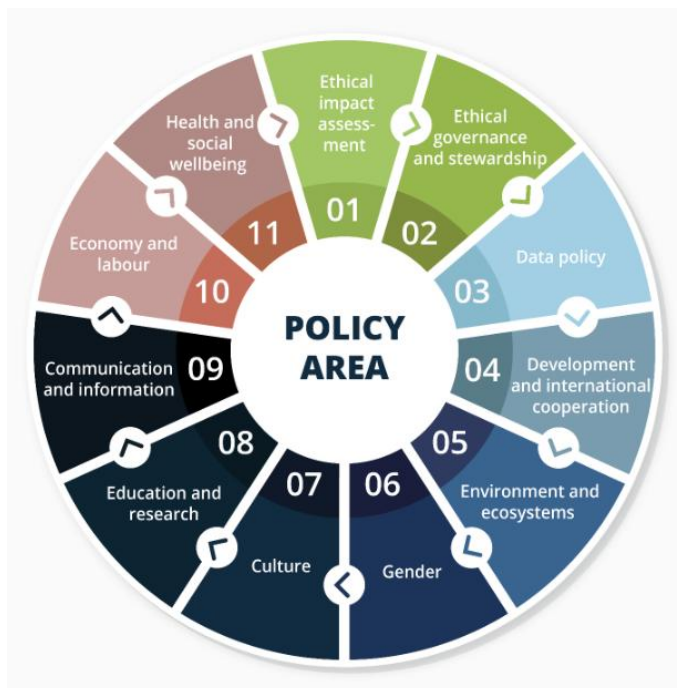 POLICY
AREA
Ethical
impact
assess-
ment
01
Ethical
governance
and stewardship
02
Data policy
03
Development
and international
cooperation
04
Environment and
ecosystems
05
Gender
06
Culture
07
Education and
research
08
Communication
and information
09
Economy and
labour
10
Health and
social
wellbeing
11